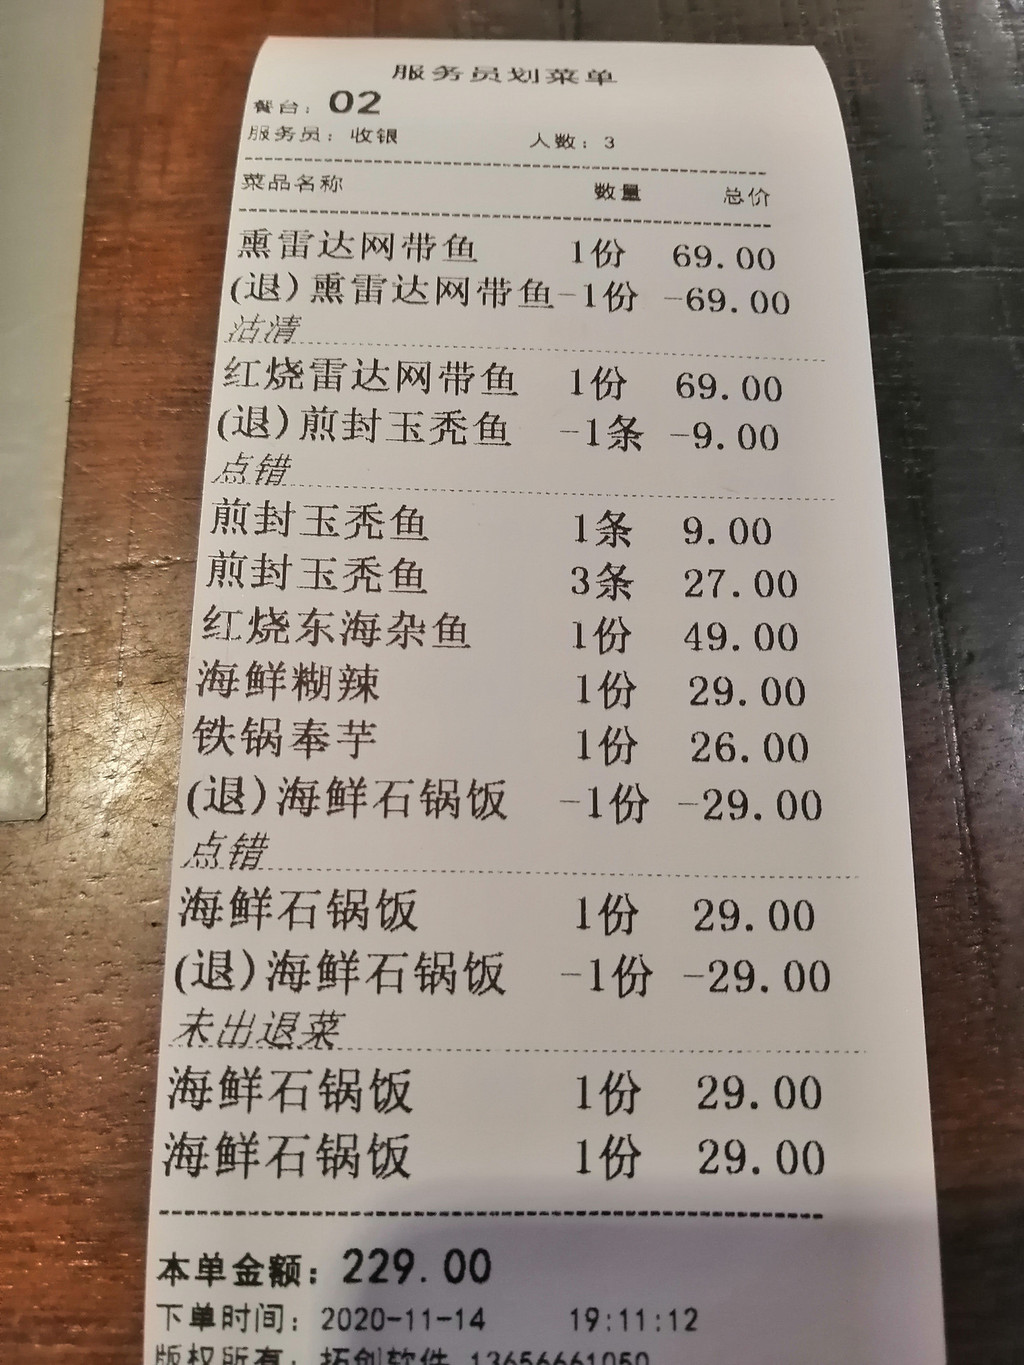 服务员划菜单
餐台: 02
服务员: 收银 人数: 3
菜品名称 数量 总价
熏雷达网带鱼 1份 69.00
(退)熏雷达网带鱼 -1份 -69.00
沽清
红烧雷达网带鱼 1份 69.00
(退)煎封玉秃鱼 -1条 -9.00
点错
煎封玉秃鱼 1条 9.00
煎封玉秃鱼 3条 27.00
红烧东海杂鱼 1份 49.00
海鲜糊辣 1份 29.00
铁锅奉芋 1份 26.00
(退)海鲜石锅饭 -1份 -29.00
点错
海鲜石锅饭 1份 29.00
(退)海鲜石锅饭 -1份 -29.00
未出退菜
海鲜石锅饭 1份 29.00
海鲜石锅饭 1份 29.00
本单金额: 229.00
下单时间: 2020-11-14 19:11:12
版权所有: 拓创软件 13656661050